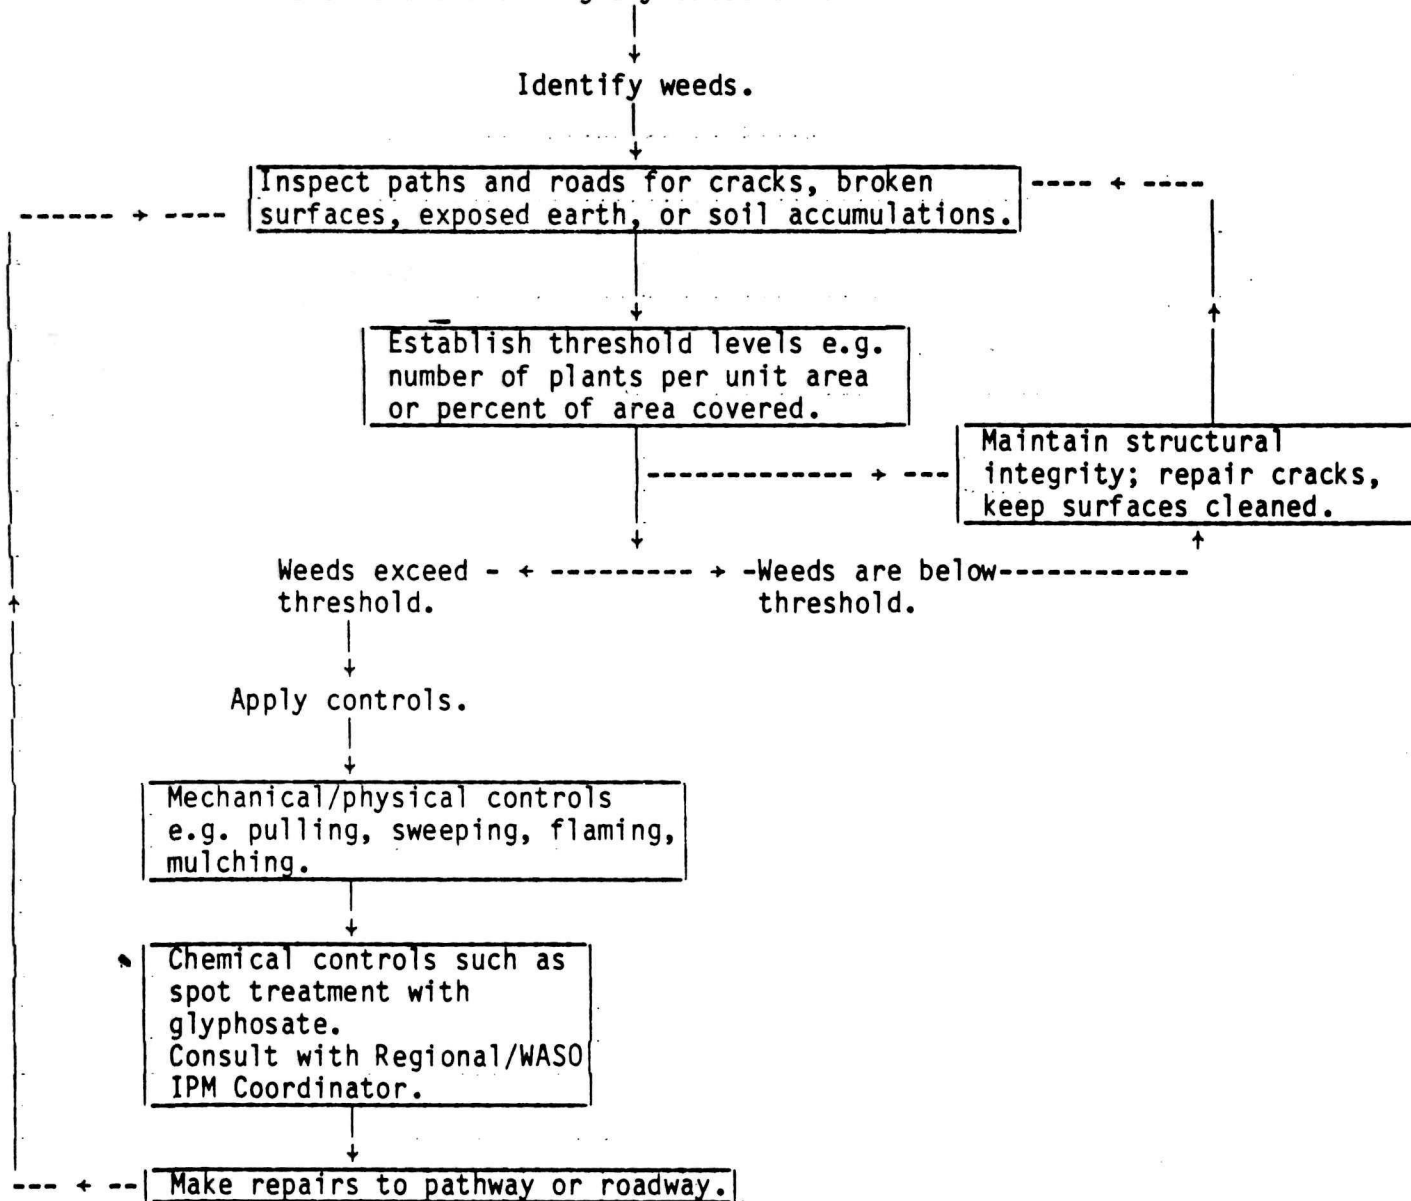 Identify weeds.
Inspect paths and roads for cracks, broken
surfaces, exposed earth, or soil accumulations.
Establish threshold levels e.g.
number of plants per unit area
or percent of area covered.
Maintain structural
integrity; repair cracks,
keep surfaces cleaned.
Weeds exceed
threshold.
Weeds are below
threshold.
Apply controls.
Mechanical/physical controls
e.g. pulling, sweeping, flaming,
mulching.
Chemical controls such as
spot treatment with
glyphosate.
Consult with Regional/WASO
IPM Coordinator.
Make repairs to pathway or roadway.